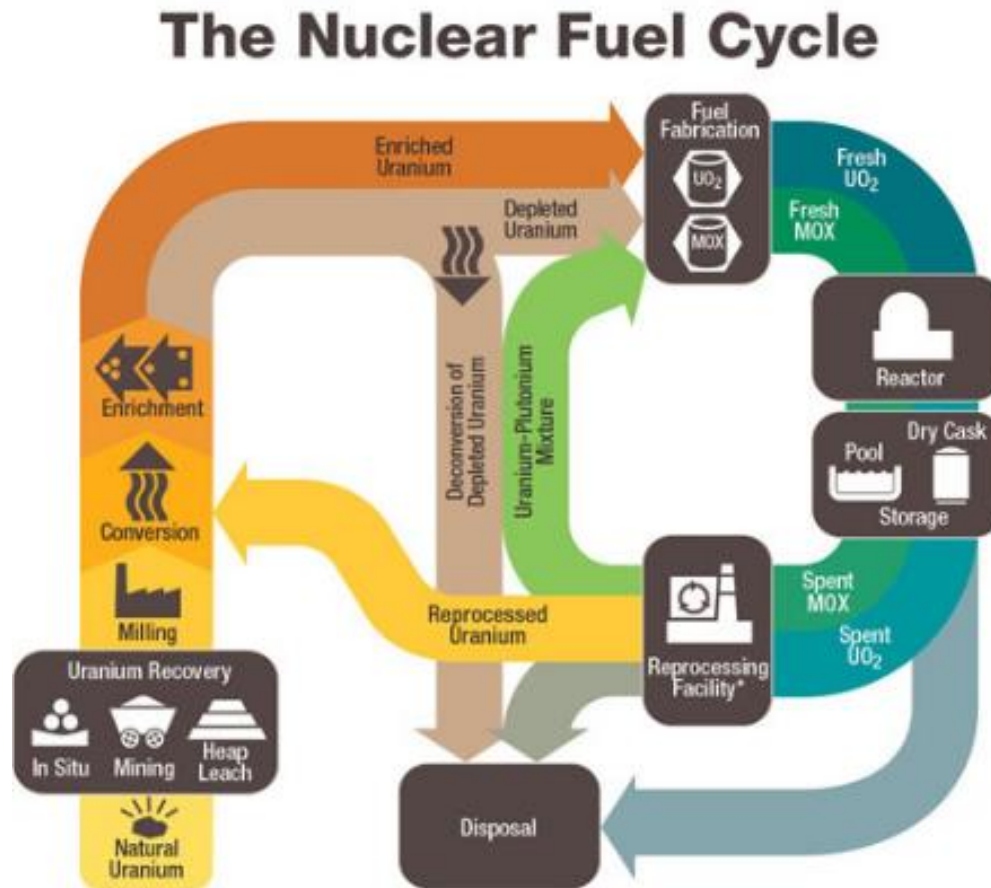 The Nuclear Fuel Cycle
Enriched
Uranium
Depleted
Uranium
Fuel
Fabrication
UO₂
MOX
Fresh
UO₂
Fresh
MOX
Reactor
Dry Cask
Pool
Storage
Enrichment
Conversion
Milling
Deconversion of
Depleted Uranium
Uranium-Plutonium
Mixture
Reprocessed
Uranium
Reprocessing
Facility*
Spent
MOX
Spent
UO₂
Uranium Recovery
In Situ
Mining
Heap
Leach
Natural
Uranium
Disposal